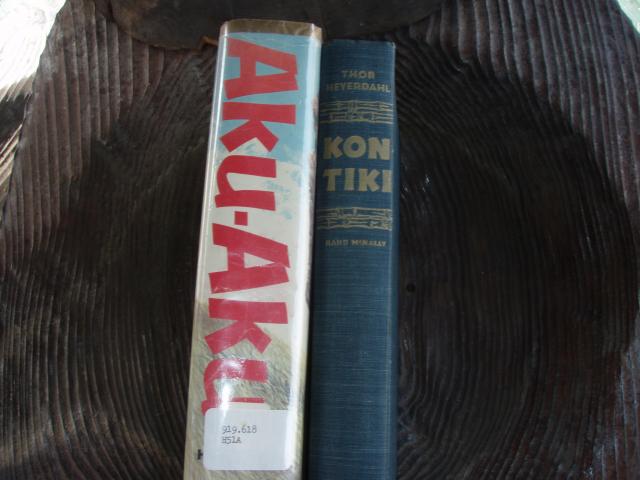 AKU-AKU
919.618
H51A
THOR
HEYERDAHL
KON
TIKI
RAND MCNALLY